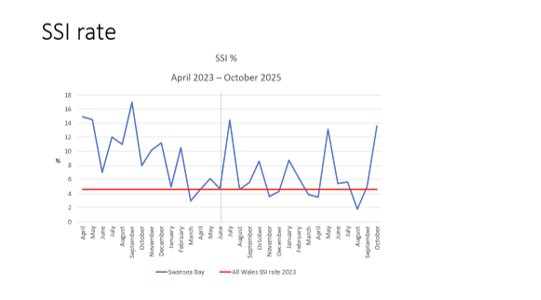 SSI rate
SSI %
April 2023 – October 2025
18
16
14
12
10
8
6
4
2
0
%
April
May
June
July
August
September
October
November
December
January
February
March
April
May
June
July
August
September
October
November
December
January
February
March
April
May
June
July
August
September
October
Swansea Bay
All Wales SSI rate 2023